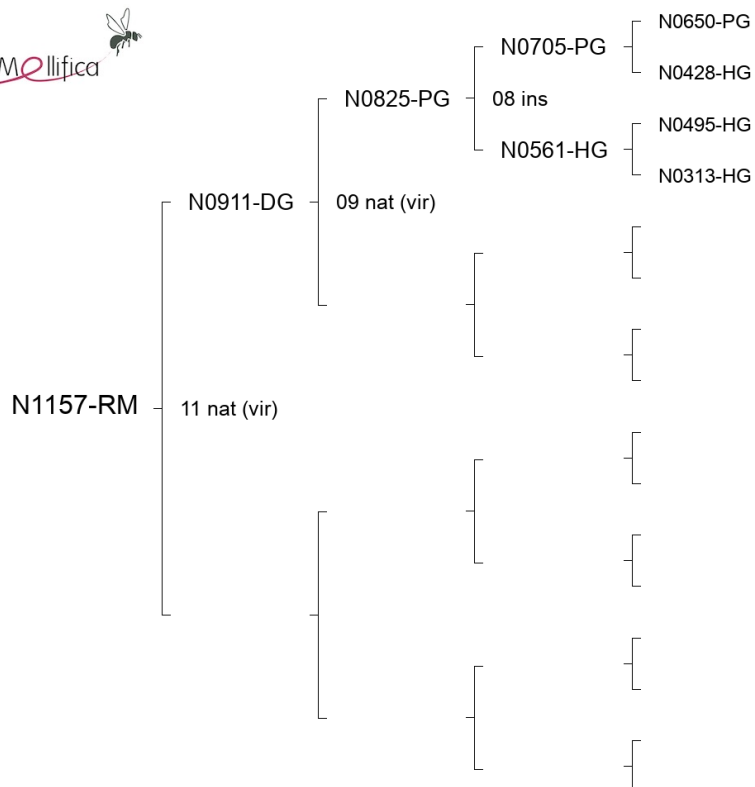 Mellifica
N0650-PG
N0705-PG
N0428-HG
N0825-PG
08 ins
N0495-HG
N0561-HG
N0313-HG
N0911-DG
09 nat (vir)
N1157-RM
11 nat (vir)